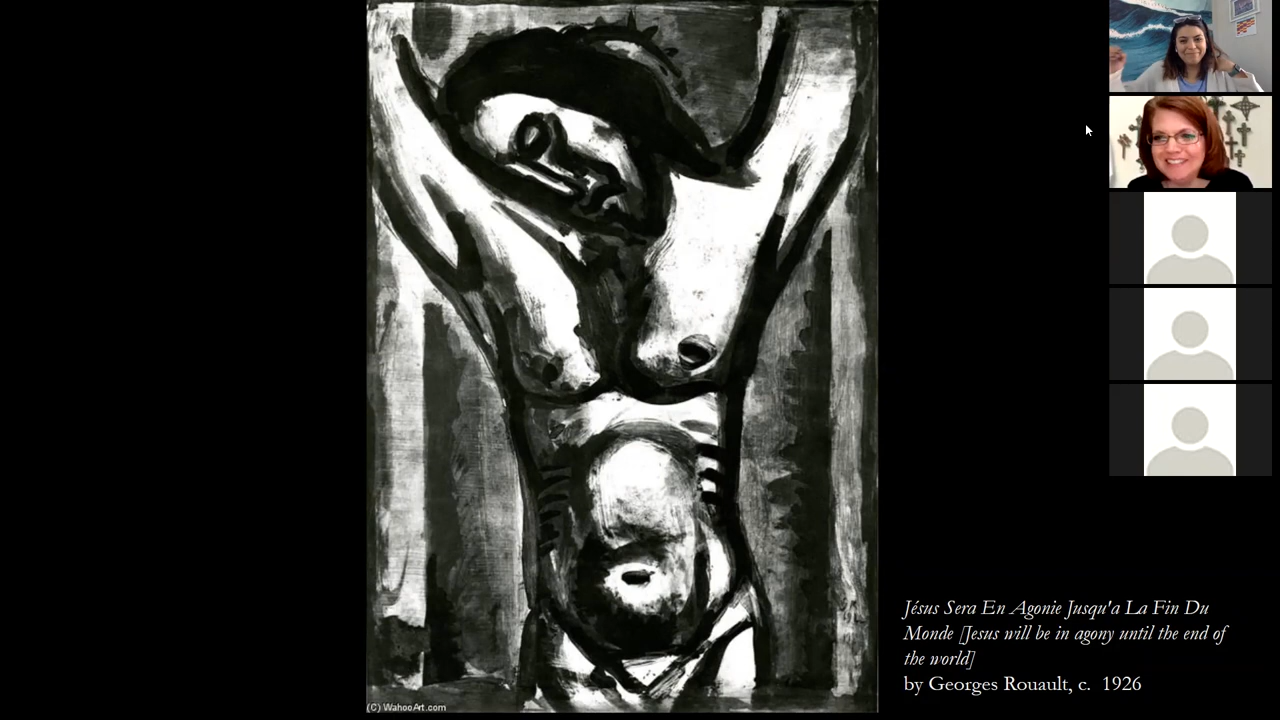 Jésus Sera En Agonie Jusqu'a La Fin Du
Monde [Jesus will be in agony until the end of
the world]
by Georges Rouault, c. 1926
(C) WahooArt.com